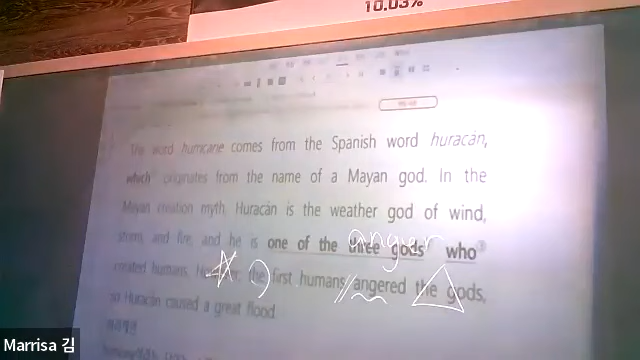 10.03%
The word hurricane comes from the Spanish word huracán,
which originates from the name of a Mayan god. In the
Mayan creation myth, Huracán is the weather god of wind,
storm, and fire, and he is one of the three gods who
anger
created humans. the first humans angered the gods,
so Huracán caused a great flood.
Marrisa 김